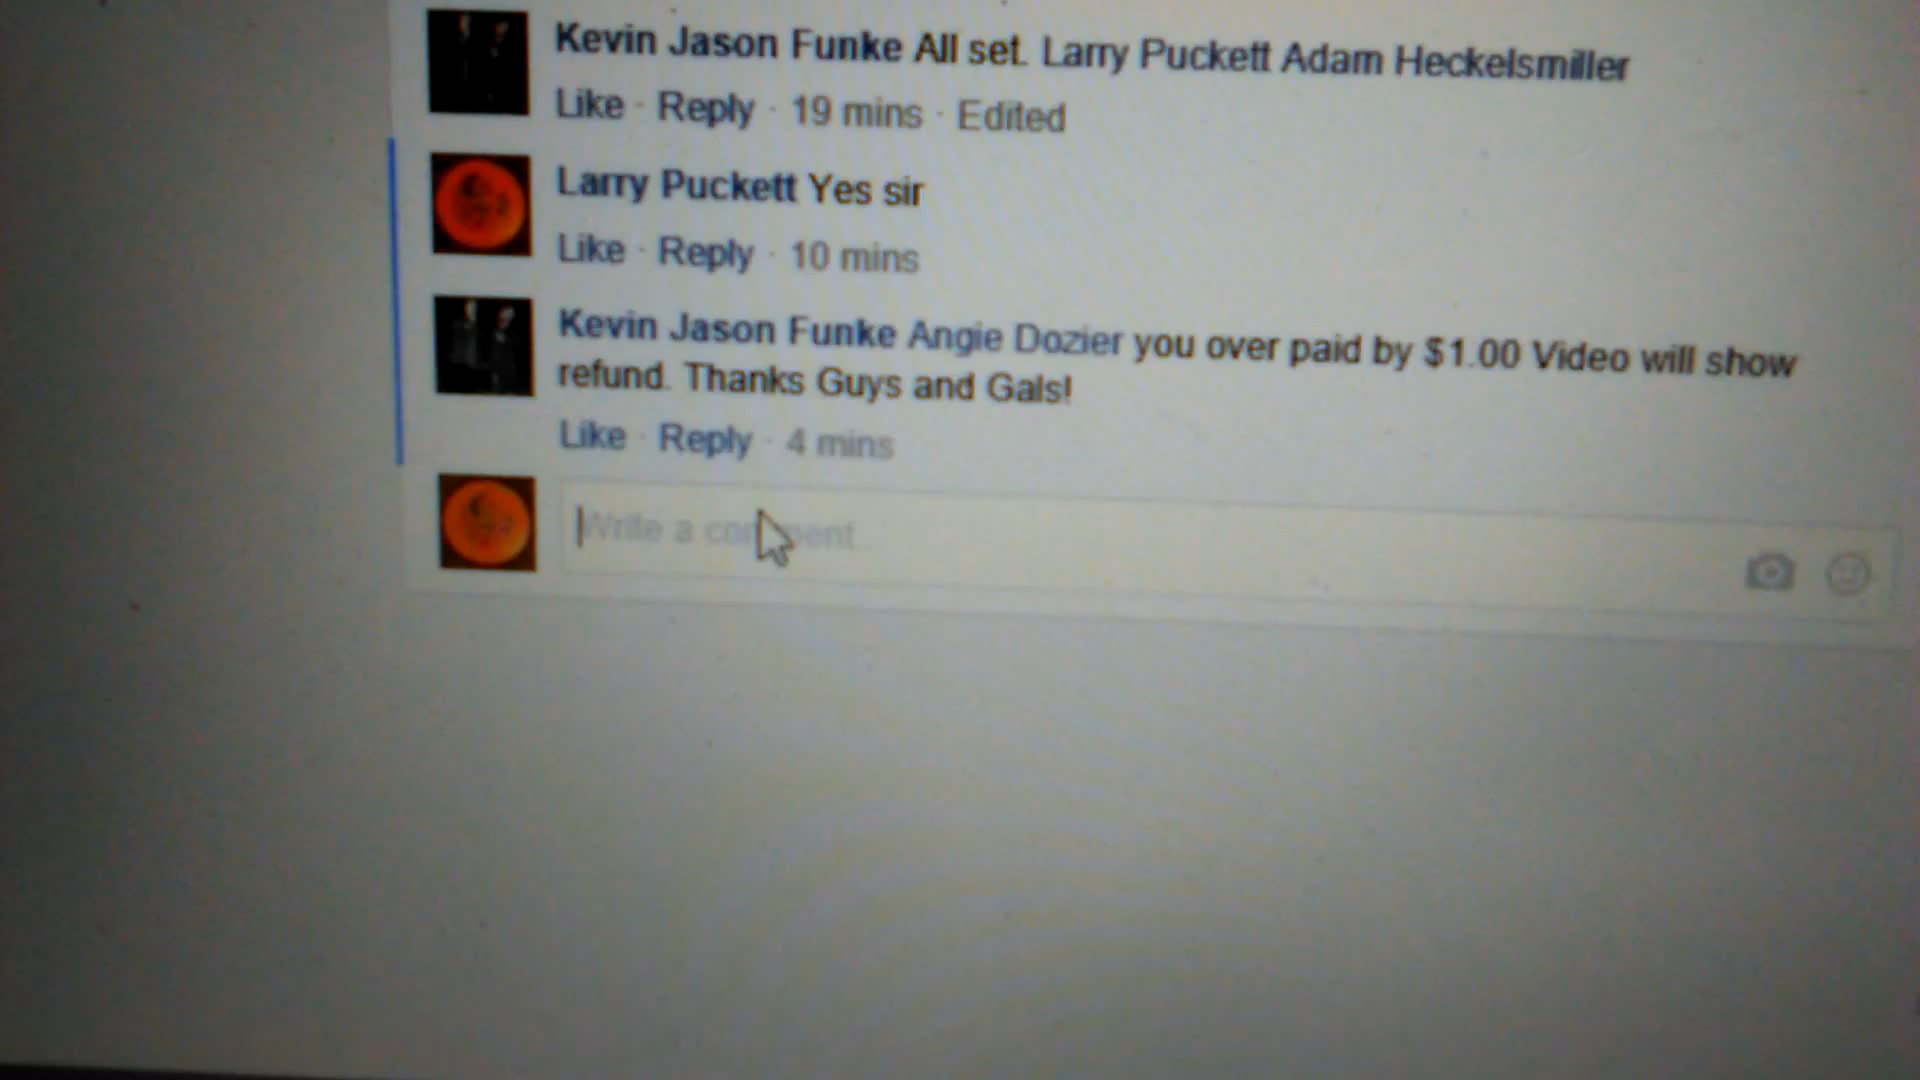 Kevin Jason Funke All set. Larry Puckett Adam Heckelsmiller
Like · Reply · 19 mins · Edited
Larry Puckett Yes sir
Like · Reply · 10 mins
Kevin Jason Funke Angie Dozier you over paid by $1.00 Video will show
refund. Thanks Guys and Gals!
Like · Reply · 4 mins
Write a comment...